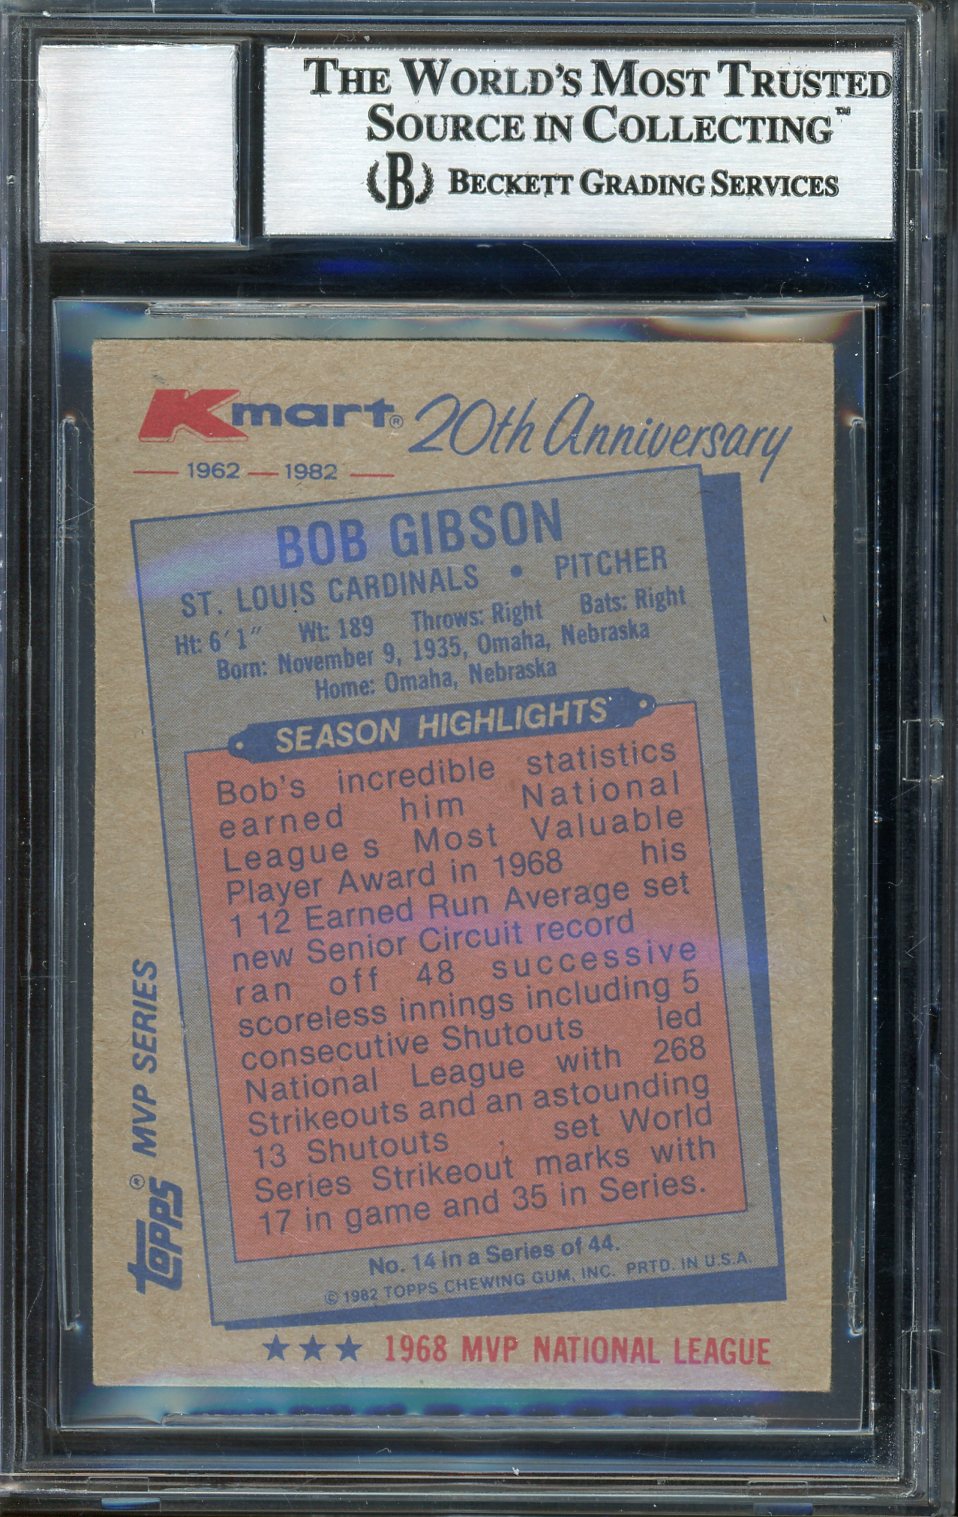 THE WORLD'S MOST TRUSTED
SOURCE IN COLLECTING™
(B) BECKETT GRADING SERVICES
Kmart® 20th Anniversary
1962 — 1982
BOB GIBSON
ST. LOUIS CARDINALS • PITCHER
Ht: 6'1" Wt: 189 Throws: Right Bats: Right
Born: November 9, 1935, Omaha, Nebraska
Home: Omaha, Nebraska
SEASON HIGHLIGHTS
Bob's incredible statistics
earned him National
League s Most Valuable
Player Award in 1968 his
1 12 Earned Run Average set
new Senior Circuit record
ran off 48 successive
scoreless innings including 5
consecutive Shutouts led
National League with 268
Strikeouts and an astounding
13 Shutouts , set World
Series Strikeout marks with
17 in game and 35 in Series.
No. 14 in a Series of 44.
© 1982 TOPPS CHEWING GUM, INC. PRTD. IN U.S.A.
TOPPS® MVP SERIES
★★★ 1968 MVP NATIONAL LEAGUE